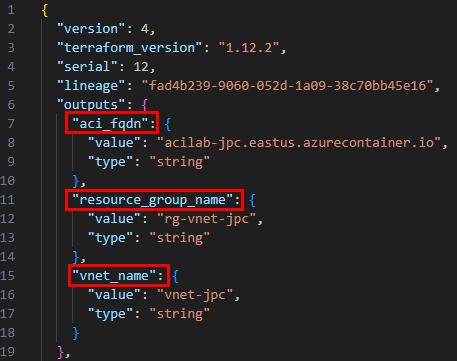 1 {
2 "version": 4,
3 "terraform_version": "1.12.2",
4 "serial": 12,
5 "lineage": "fad4b239-9060-052d-1a09-38c70bb45e16",
6 "outputs": {
7 "aci_fqdn": {
8 "value": "acilab-jpc.eastus.azurecontainer.io",
9 "type": "string"
10 },
11 "resource_group_name": {
12 "value": "rg-vnet-jpc",
13 "type": "string"
14 },
15 "vnet_name": {
16 "value": "vnet-jpc",
17 "type": "string"
18 }
19 },